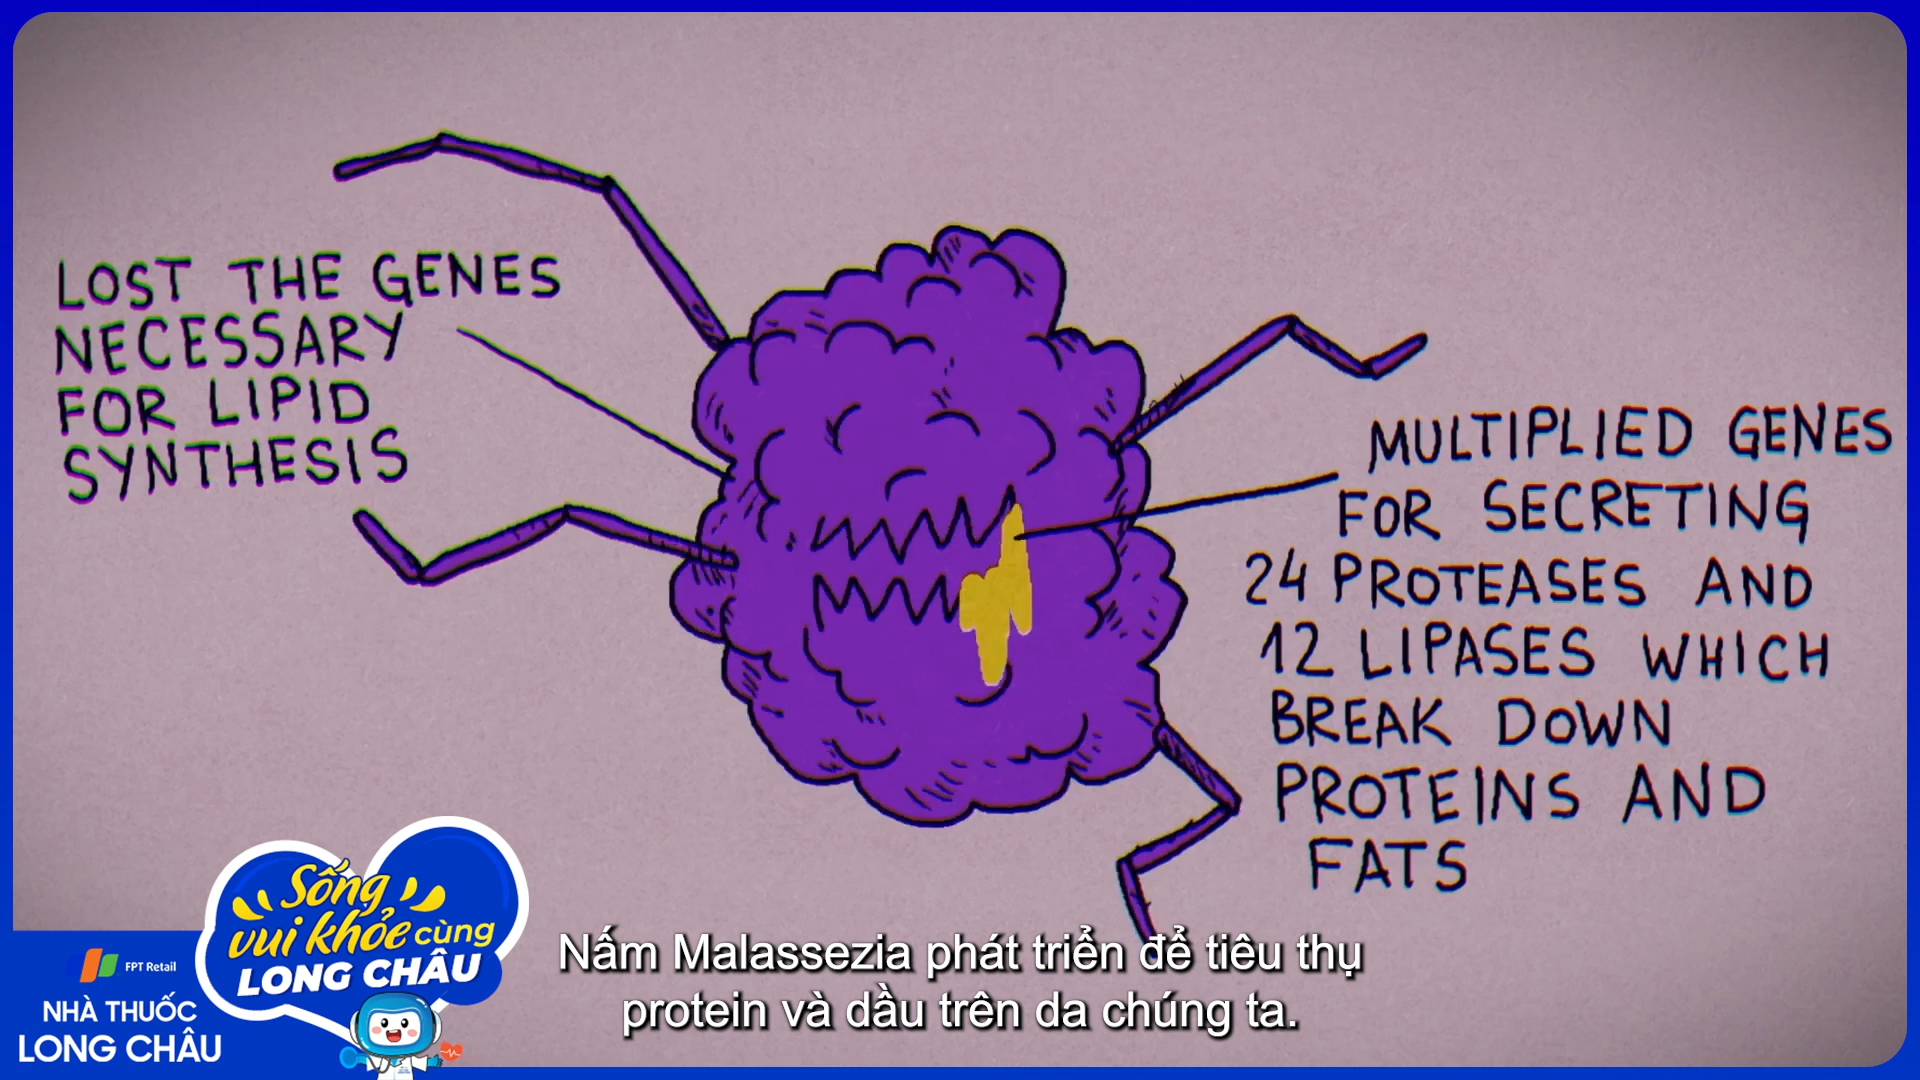 LOST THE GENES
NECESSARY
FOR LIPID
SYNTHESIS
MULTIPLIED GENES
FOR SECRETING
24 PROTEASES AND
12 LIPASES WHICH
BREAK DOWN
PROTEINS AND
FATS
Sống
vui khỏe cùng
LONG CHÂU
FPT Retail
NHÀ THUỐC
LONG CHÂU
Nấm Malassezia phát triển để tiêu thụ
protein và dầu trên da chúng ta.